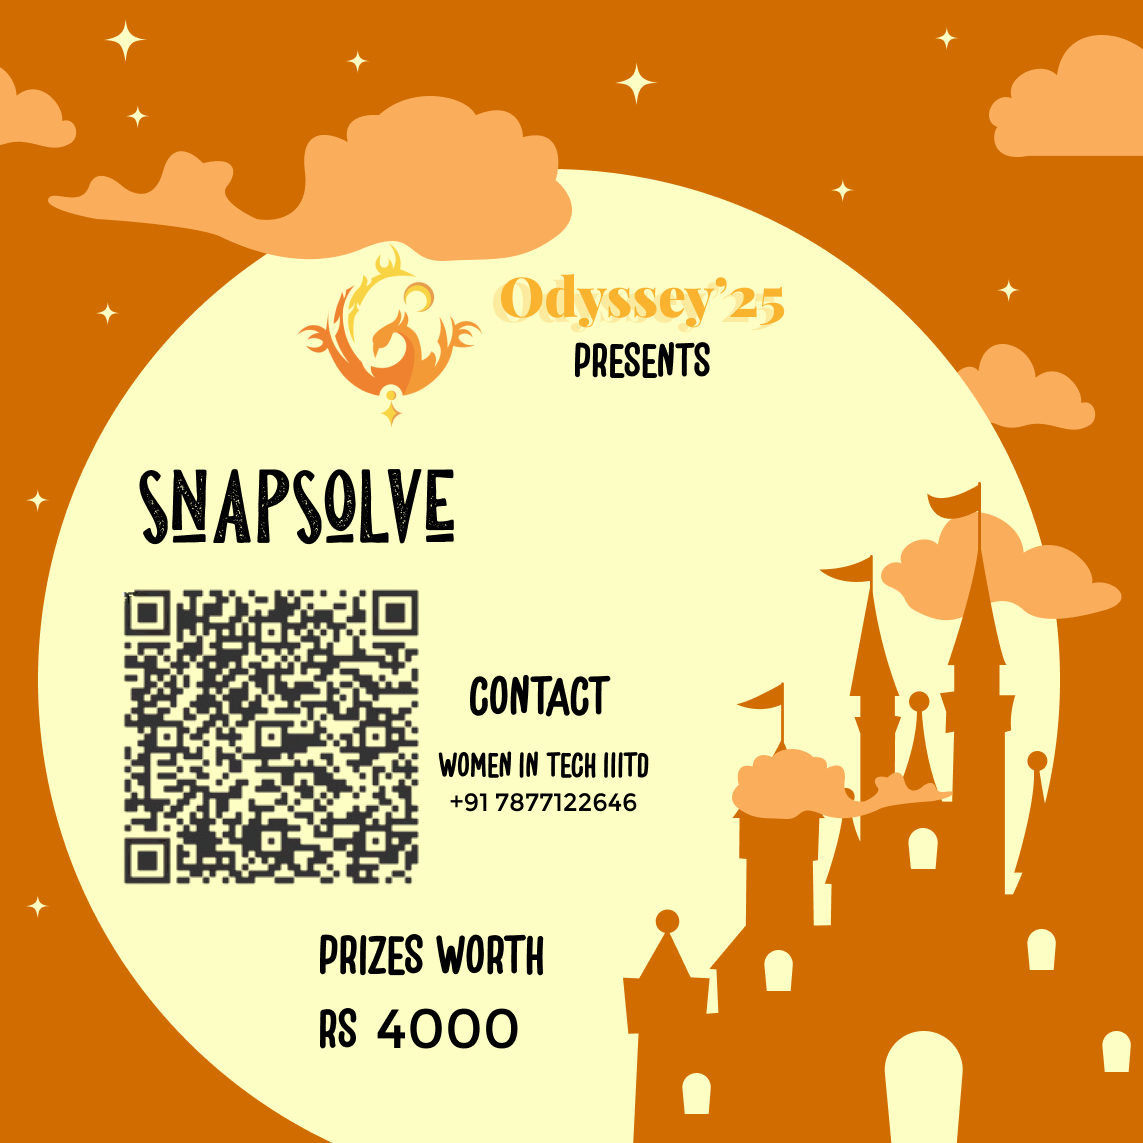 Odyssey'25
PRESENTS
SNAPSOLVE
CONTACT
WOMEN IN TECH IIITD
+91 7877122646
PRIZES WORTH
RS 4000